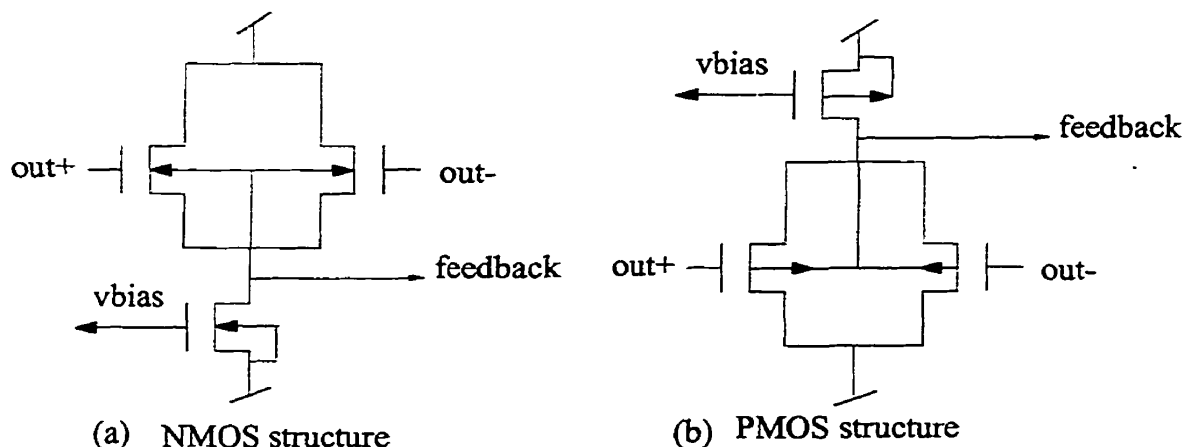 vbias
feedback
out+
out-
feedback
vbias
out+
out-
(a) NMOS structure
(b) PMOS structure